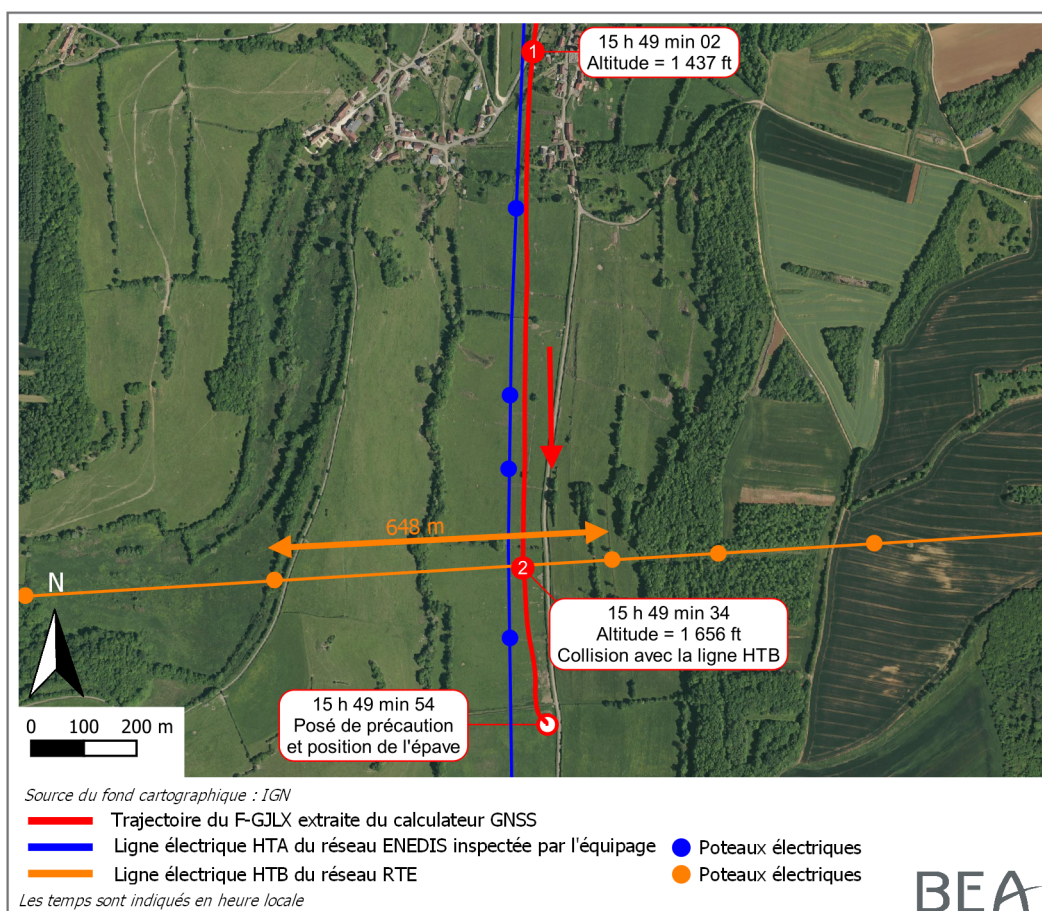 1
15 h 49 min 02
Altitude = 1 437 ft
648 m
N
2
15 h 49 min 34
Altitude = 1 656 ft
Collision avec la ligne HTB
15 h 49 min 54
Posé de précaution
et position de l'épave
0 100 200 m
Source du fond cartographique : IGN
Trajectoire du F-GJLX extraite du calculateur GNSS
Ligne électrique HTA du réseau ENEDIS inspectée par l'équipage
Poteaux électriques
Ligne électrique HTB du réseau RTE
Poteaux électriques
Les temps sont indiqués en heure locale
BEA